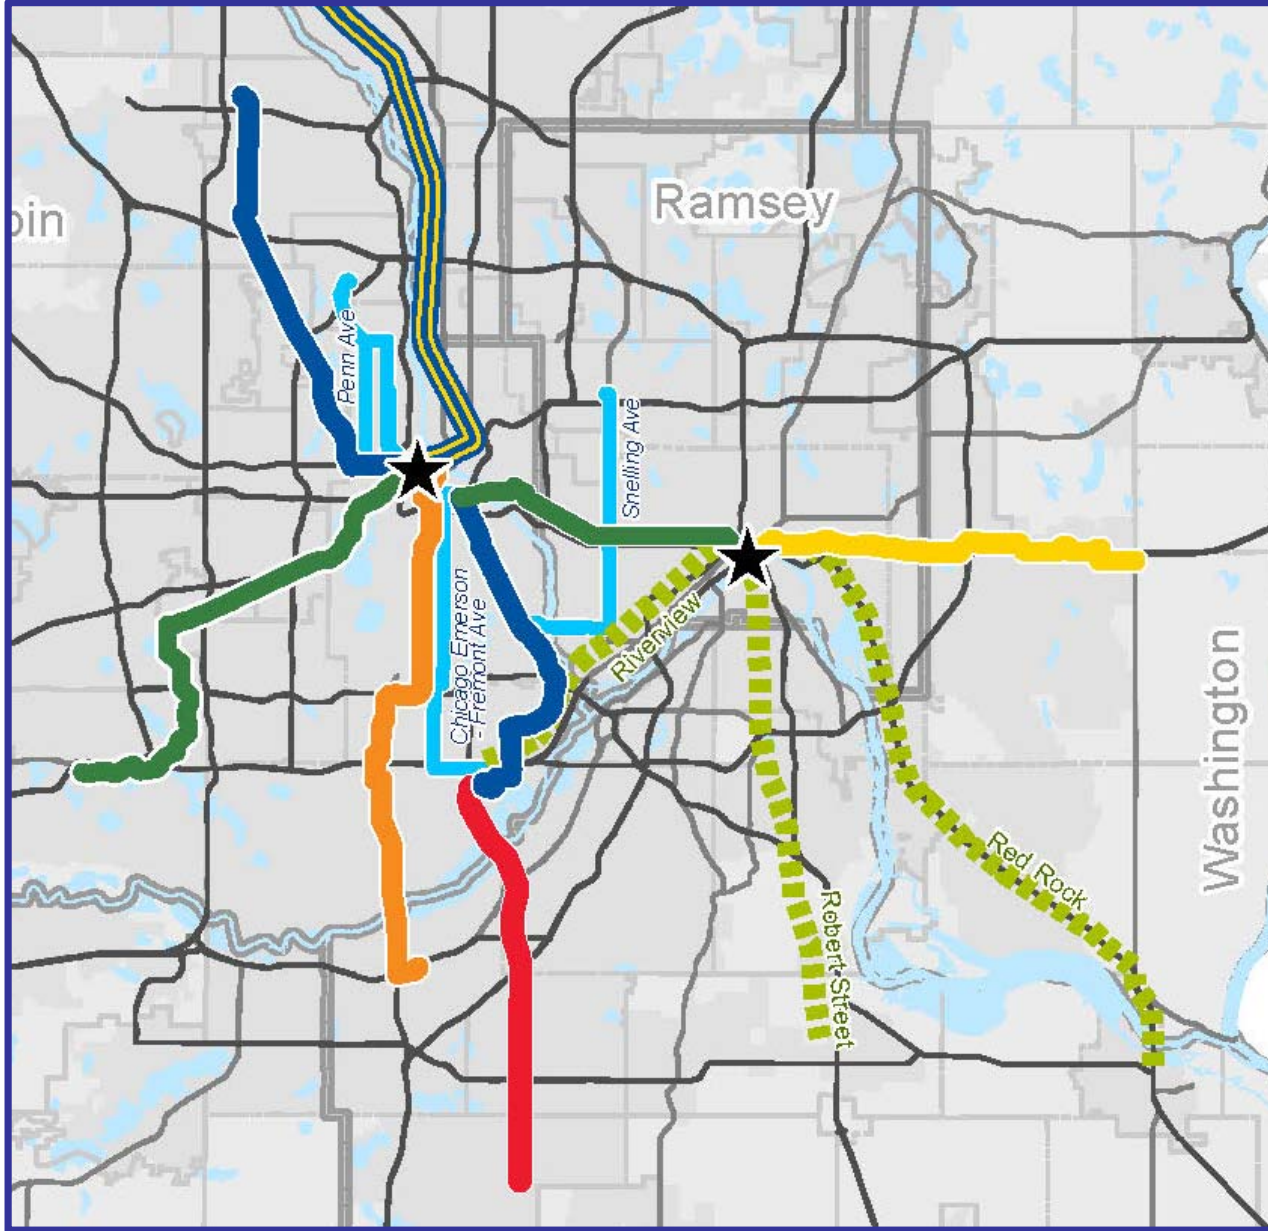 Ramsey
pin
Penn Ave
Snelling Ave
Chicago Emerson
- Fremont Ave
Riverview
Washington
Red Rock
Robert Street